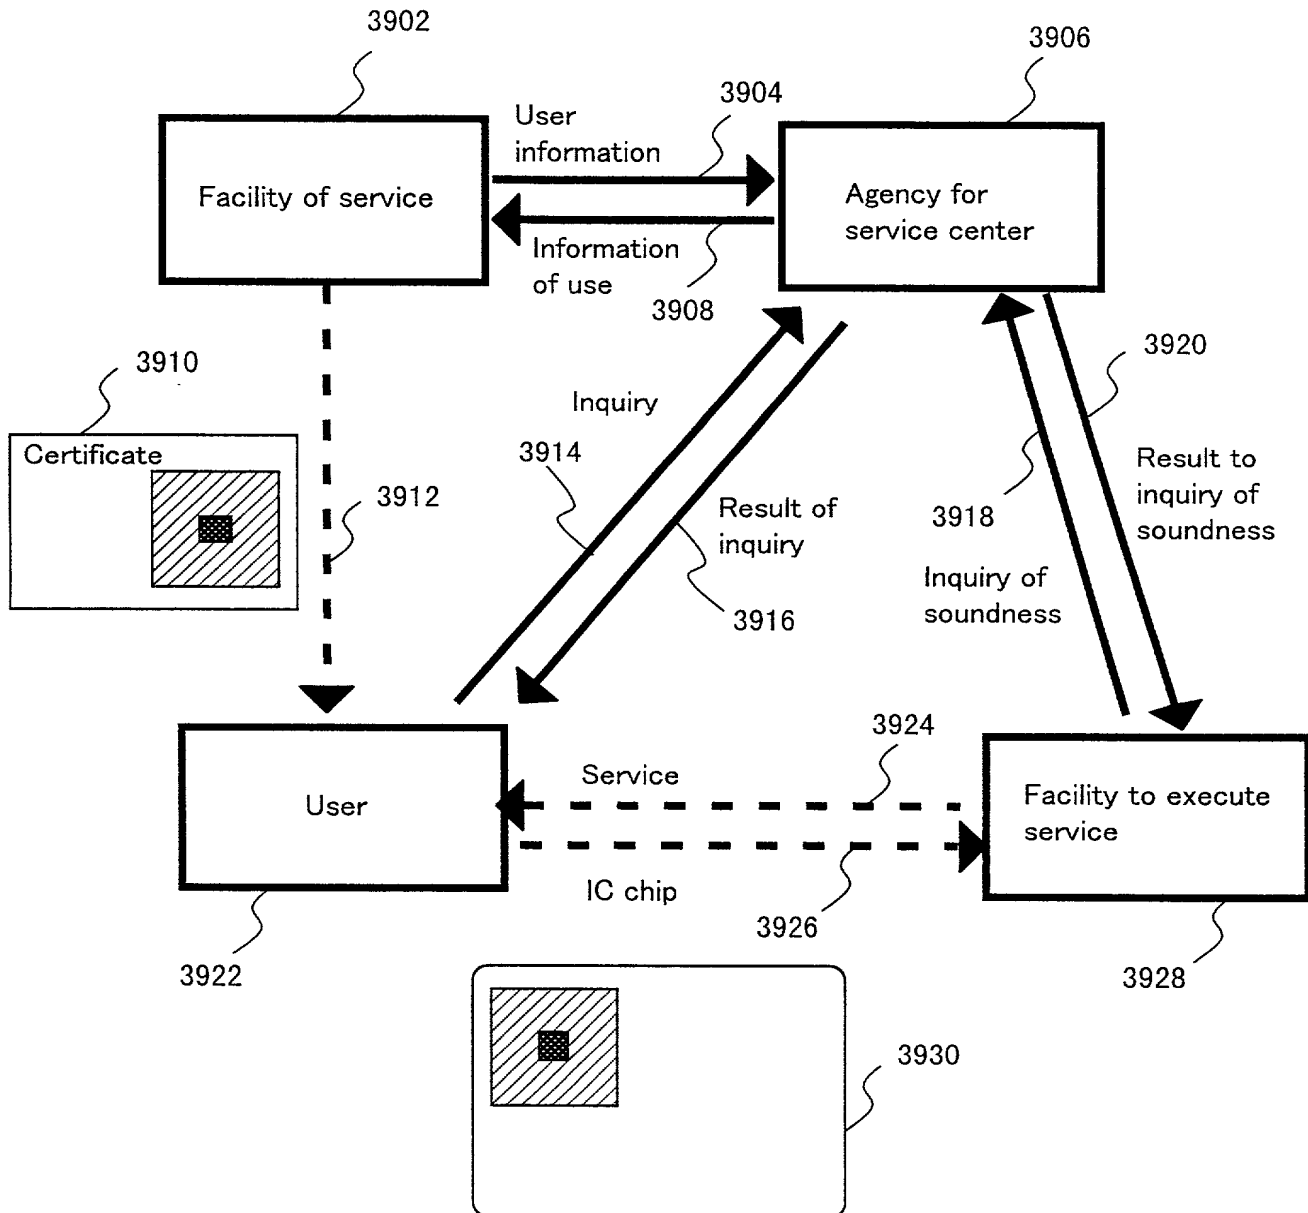 3902
3906
3904
User
information
Facility of service
Agency for
service center
Information
of use
3908
3910
3920
Inquiry
Certificate
3914
3912
Result of
inquiry
3918
Result to
inquiry of
soundness
3916
Inquiry of
soundness
3924
Service
User
Facility to execute
service
IC chip
3926
3922
3928
3930